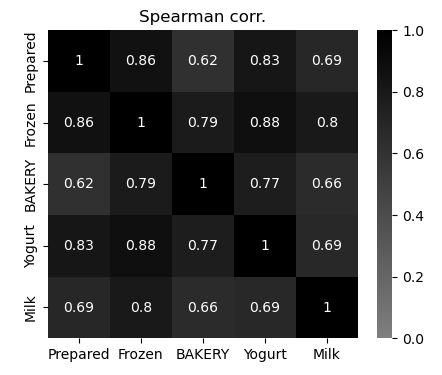 Spearman corr.
Prepared 1 0.86 0.62 0.83 0.69
Frozen 0.86 1 0.79 0.88 0.8
BAKERY 0.62 0.79 1 0.77 0.66
Yogurt 0.83 0.88 0.77 1 0.69
Milk 0.69 0.8 0.66 0.69 1
Prepared Frozen BAKERY Yogurt Milk
1.0
0.8
0.6
0.4
0.2
0.0